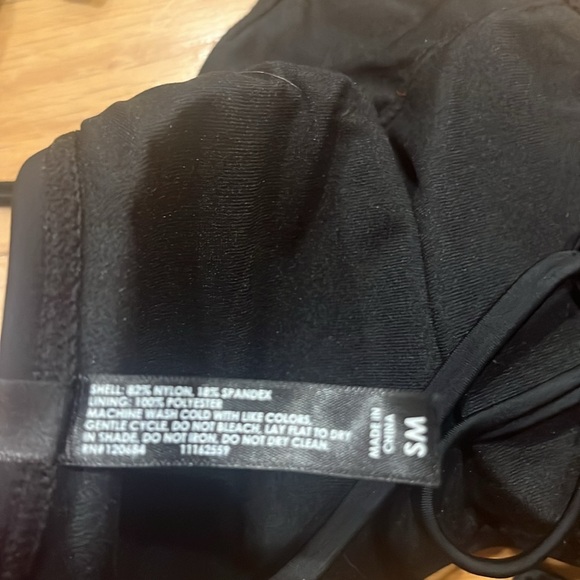 SHELL: 82% NYLON, 18% SPANDEX
LINING: 100% POLYESTER
MACHINE WASH COLD WITH LIKE COLORS
GENTLE CYCLE. DO NOT BLEACH. LAY FLAT TO DRY
IN SHADE. DO NOT IRON. DO NOT DRY CLEAN.
RN#120684 11162559
MADE IN
CHINA
SM